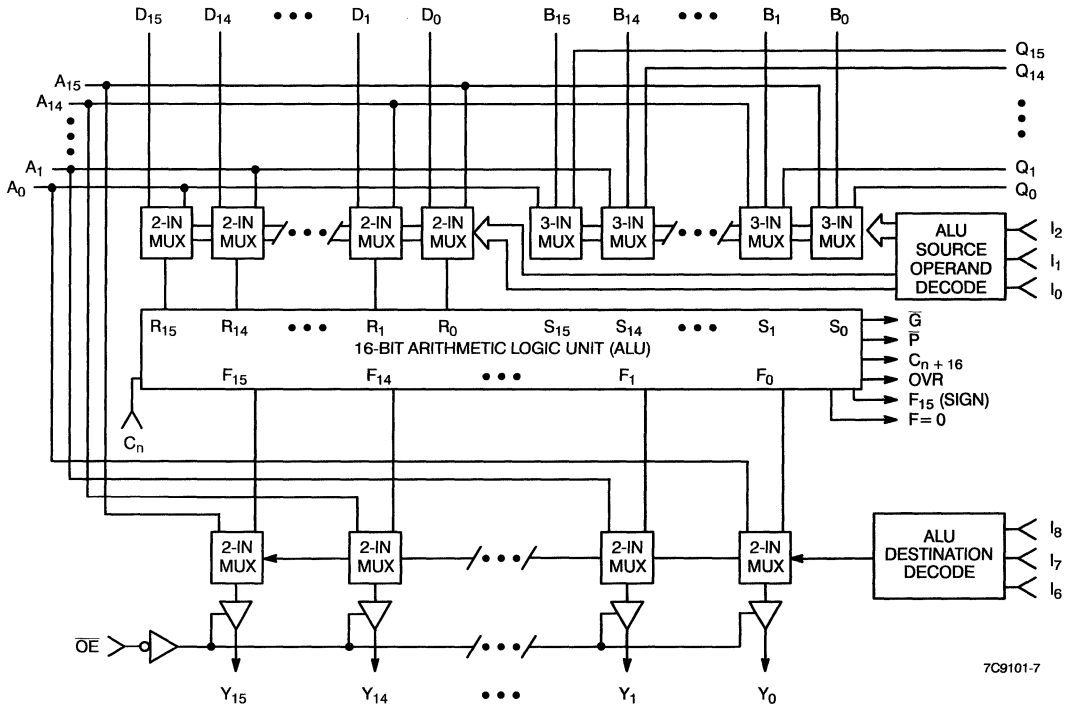 D15 D14 ••• D1 D0 B15 B14 ••• B1 B0
Q15
Q14
A15
A14
•••
•••
A1
A0
Q1
Q0
2-IN MUX 2-IN MUX ••• 2-IN MUX 2-IN MUX 3-IN MUX 3-IN MUX ••• 3-IN MUX 3-IN MUX
ALU
SOURCE
OPERAND
DECODE
I2
I1
I0
R15 R14 ••• R1 R0 S15 S14 ••• S1 S0
16-BIT ARITHMETIC LOGIC UNIT (ALU)
F15 F14 ••• F1 F0
G̅
P̅
Cn + 16
OVR
F15 (SIGN)
F=0
Cn
2-IN MUX 2-IN MUX ••• 2-IN MUX 2-IN MUX
ALU
DESTINATION
DECODE
I8
I7
I6
O̅E̅ •••
Y15 Y14 ••• Y1 Y0
7C9101-7